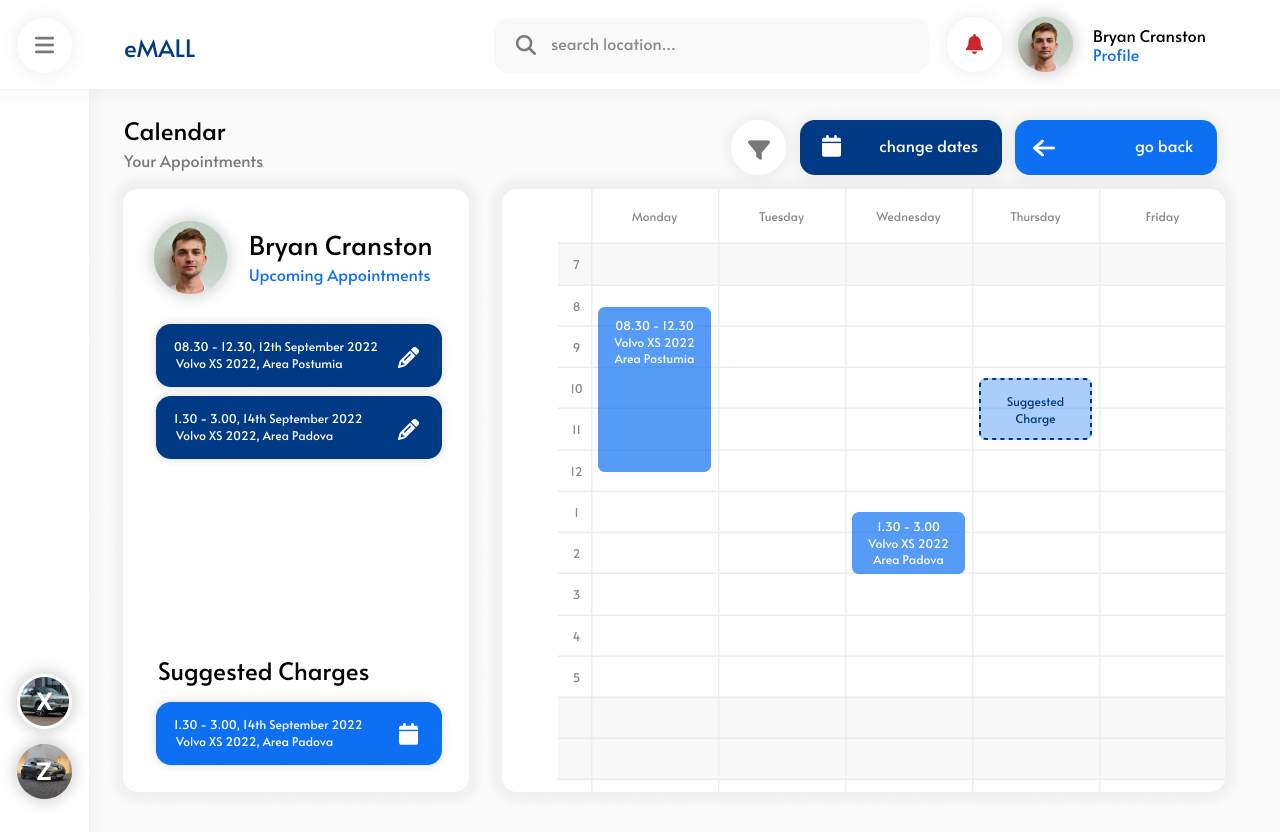 eMALL
search location...
Bryan Cranston
Profile
Calendar
Your Appointments
change dates
go back
Bryan Cranston
Upcoming Appointments
08.30 - 12.30, 12th September 2022
Volvo XS 2022, Area Postumia
1.30 - 3.00, 14th September 2022
Volvo XS 2022, Area Padova
Suggested Charges
1.30 - 3.00, 14th September 2022
Volvo XS 2022, Area Padova
X
Z
Monday Tuesday Wednesday Thursday Friday
7
8
9
10
11
12
1
2
3
4
5
08.30 - 12.30
Volvo XS 2022
Area Postumia
1.30 - 3.00
Volvo XS 2022
Area Padova
Suggested
Charge